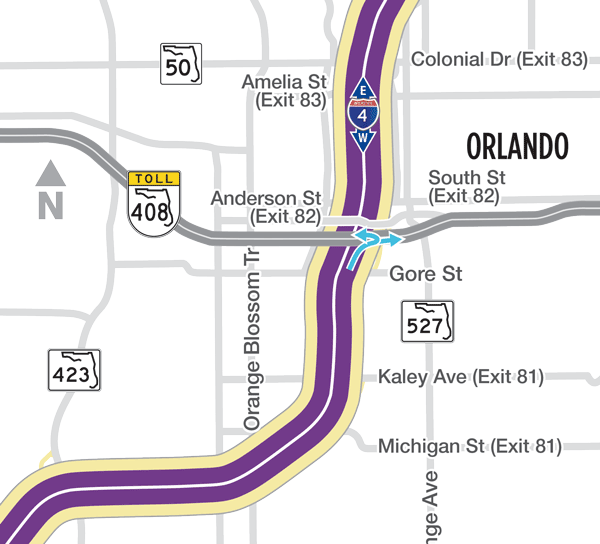 Colonial Dr (Exit 83)
50
Amelia St
(Exit 83)
E
4
W
ORLANDO
TOLL
408
N
South St
(Exit 82)
Anderson St
(Exit 82)
Gore St
Orange Blossom Tr
527
423
Kaley Ave (Exit 81)
Michigan St (Exit 81)
nge Ave